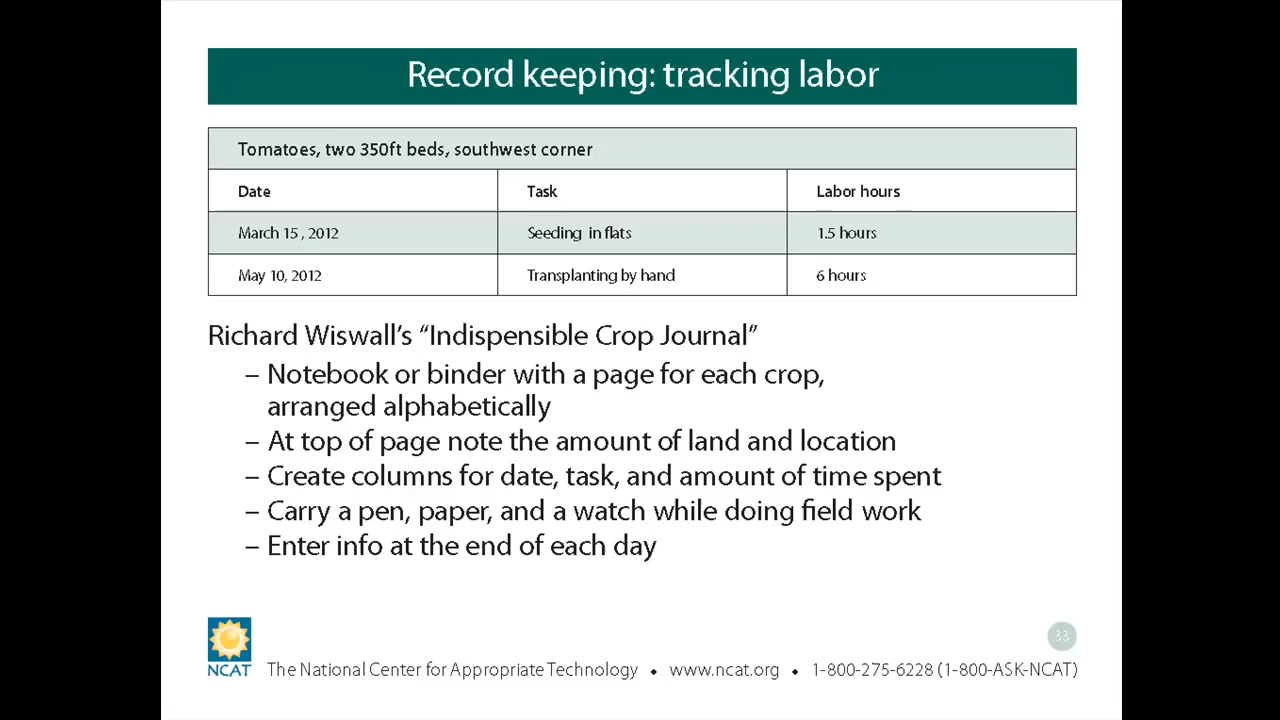 Record keeping: tracking labor
Tomatoes, two 350ft beds, southwest corner
Date Task Labor hours
March 15 , 2012 Seeding in flats 1.5 hours
May 10, 2012 Transplanting by hand 6 hours
Richard Wiswall’s “Indispensible Crop Journal”
– Notebook or binder with a page for each crop,
arranged alphabetically
– At top of page note the amount of land and location
– Create columns for date, task, and amount of time spent
– Carry a pen, paper, and a watch while doing field work
– Enter info at the end of each day
33
NCAT
The National Center for Appropriate Technology • www.ncat.org • 1-800-275-6228 (1-800-ASK-NCAT)